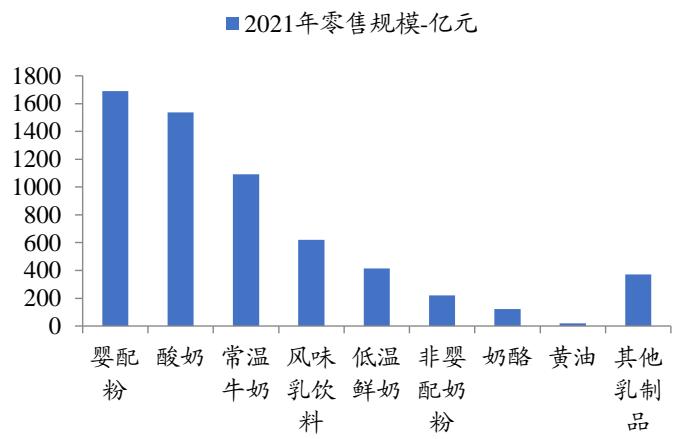 2021年零售规模-亿元
1800
1600
1400
1200
1000
800
600
400
200
0
婴配
粉
酸奶
常温
牛奶
风味
乳饮
料
低温
鲜奶
非婴
配奶
粉
奶酪
黄油
其他
乳制
品